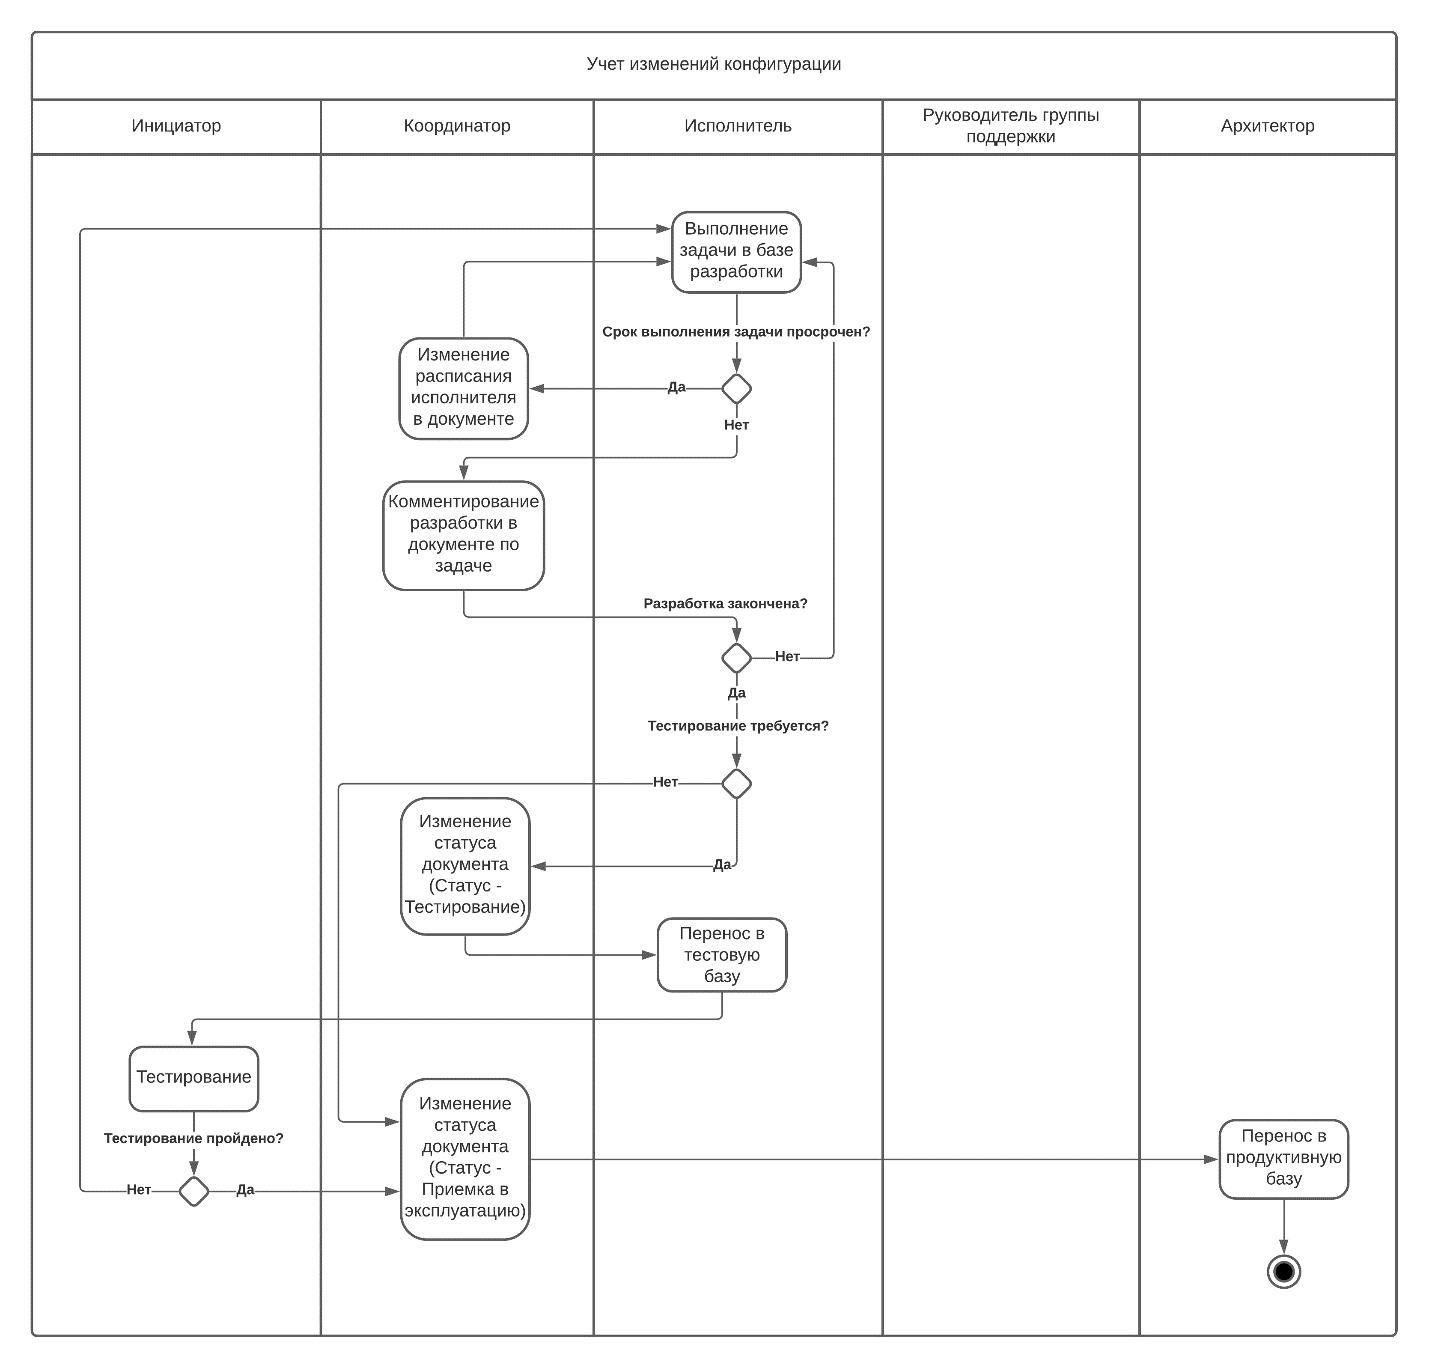 Учет изменений конфигурации
Инициатор
Координатор
Исполнитель
Руководитель группы
поддержки
Архитектор
Выполнение
задачи в базе
разработки
Срок выполнения задачи просрочен?
Изменение
расписания
исполнителя
в документе
Да
Нет
Комментирование
разработки в
документе по
задаче
Разработка закончена?
Нет
Да
Тестирование требуется?
Нет
Изменение
статуса
документа
(Статус -
Тестирование)
Да
Перенос в
тестовую
базу
Тестирование
Тестирование пройдено?
Нет
Да
Изменение
статуса
документа
(Статус -
Приемка в
эксплуатацию)
Перенос в
продуктивную
базу